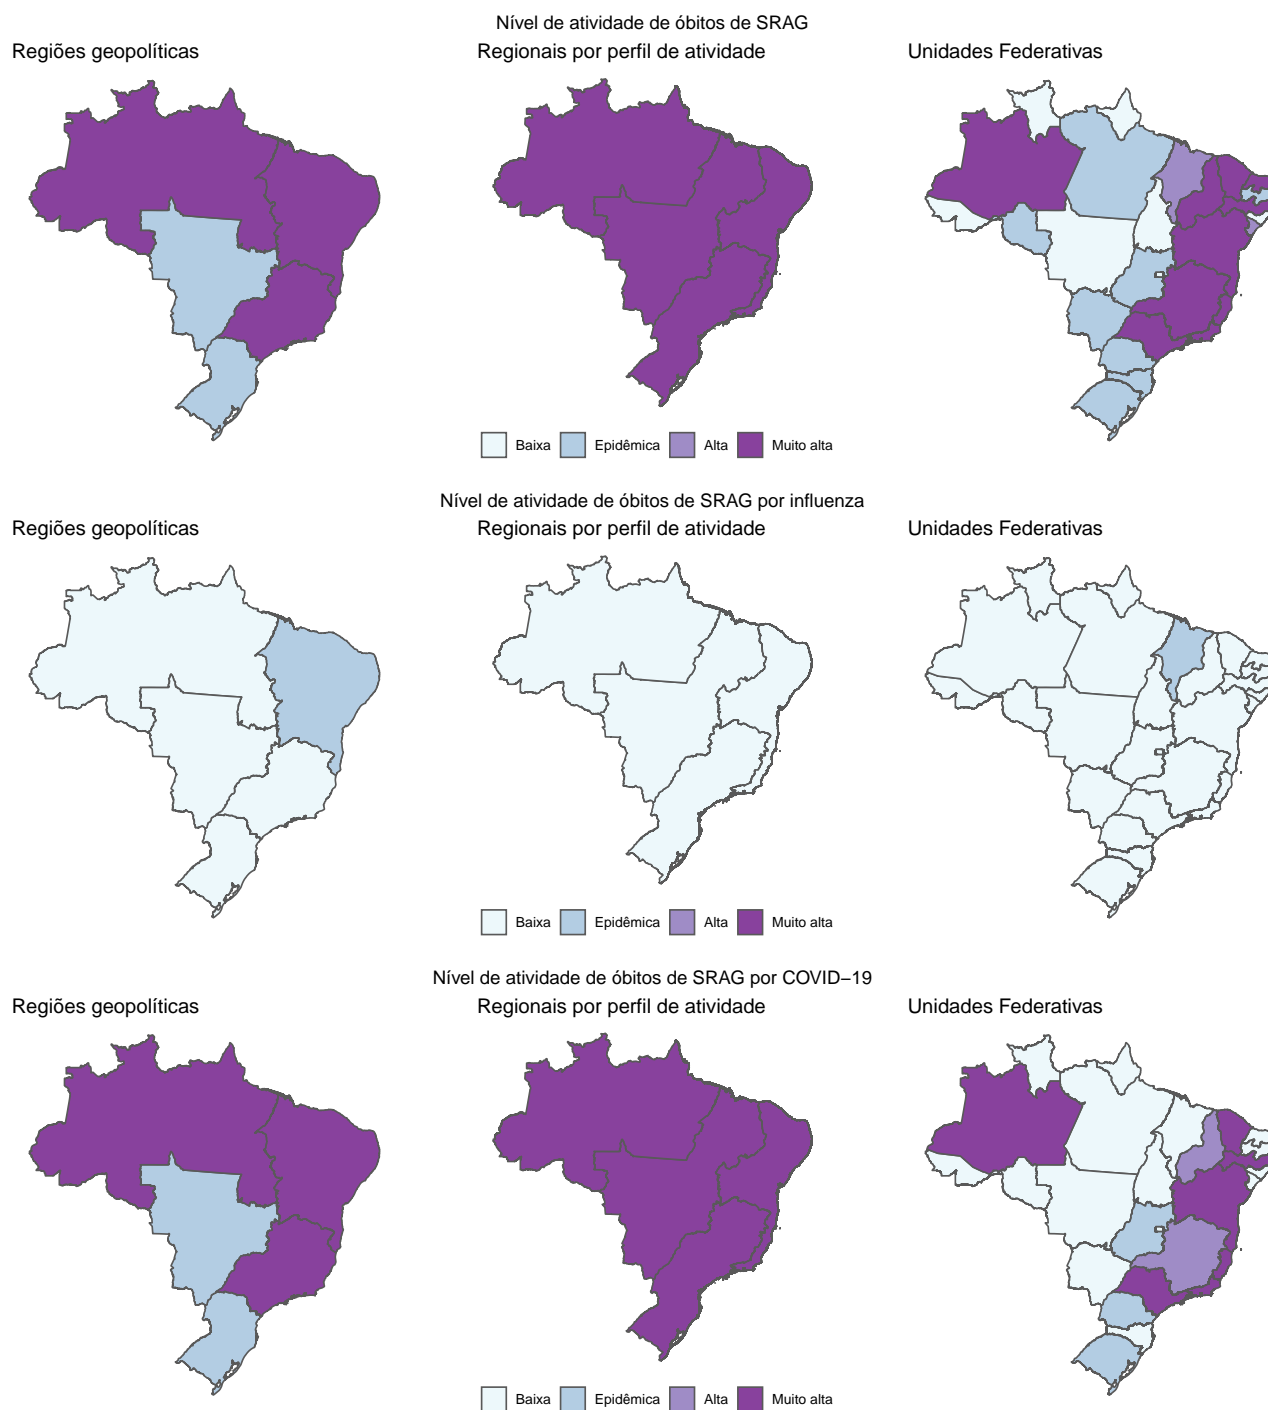 Nível de atividade de óbitos de SRAG
Regiões geopolíticas
Regionais por perfil de atividade
Unidades Federativas
Baixa
Epidêmica
Alta
Muito alta
Nível de atividade de óbitos de SRAG por influenza
Regiões geopolíticas
Regionais por perfil de atividade
Unidades Federativas
Baixa
Epidêmica
Alta
Muito alta
Nível de atividade de óbitos de SRAG por COVID−19
Regiões geopolíticas
Regionais por perfil de atividade
Unidades Federativas
Baixa
Epidêmica
Alta
Muito alta